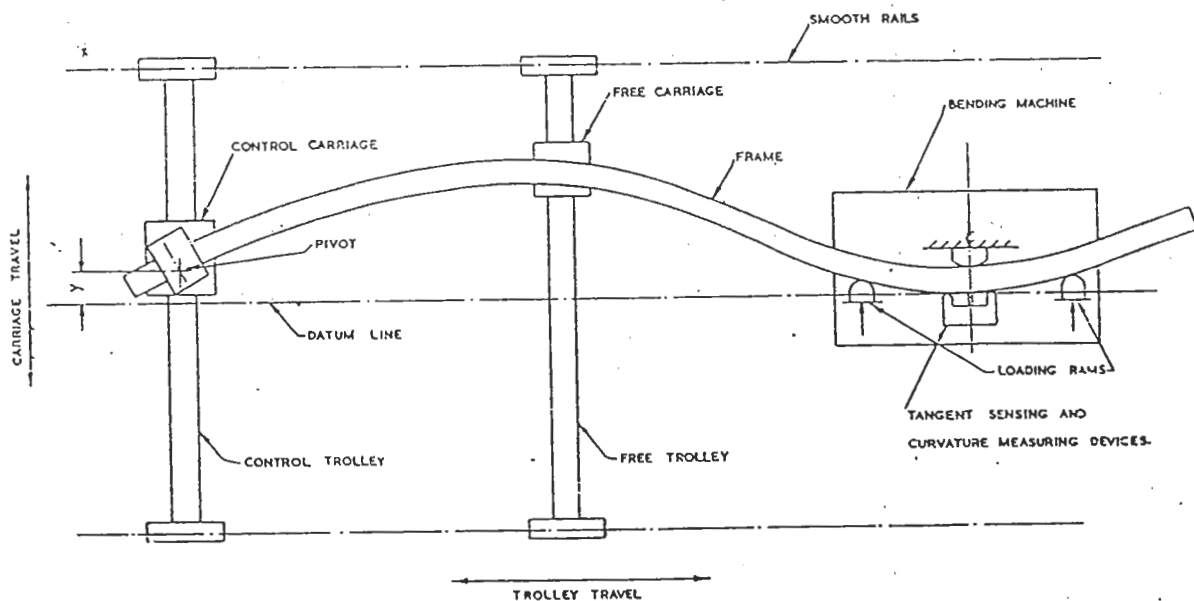 SMOOTH RAILS
x
FREE CARRIAGE
BENDING MACHINE
CONTROL CARRIAGE
FRAME
PIVOT
CARRIAGE TRAVEL
Y
DATUM LINE
LOADING RAMS
TANGENT SENSING AND
CURVATURE MEASURING DEVICES.
CONTROL TROLLEY
FREE TROLLEY
TROLLEY TRAVEL